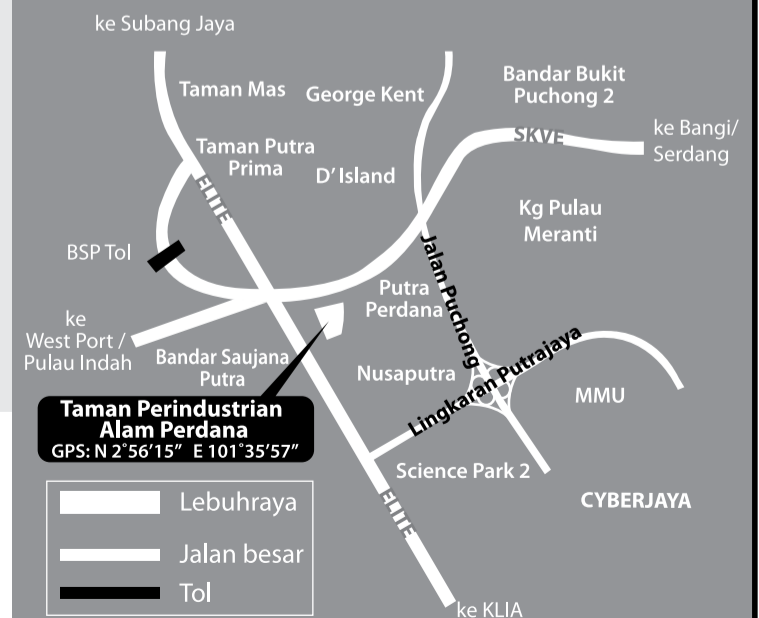 ke Subang Jaya
Taman Mas
George Kent
Bandar Bukit
Puchong 2
SKVE
ke Bangi/
Serdang
Taman Putra
Prima
D' Island
ELITE
Kg Pulau
Meranti
BSP Tol
Jalan Puchong
Putra
Perdana
ke
West Port /
Pulau Indah
Bandar Saujana
Putra
Nusaputra
Lingkaran Putrajaya
MMU
Taman Perindustrian
Alam Perdana
GPS: N 2˚56’15” E 101˚35’57”
Science Park 2
CYBERJAYA
ELITE
Lebuhraya
Jalan besar
Tol
ke KLIA